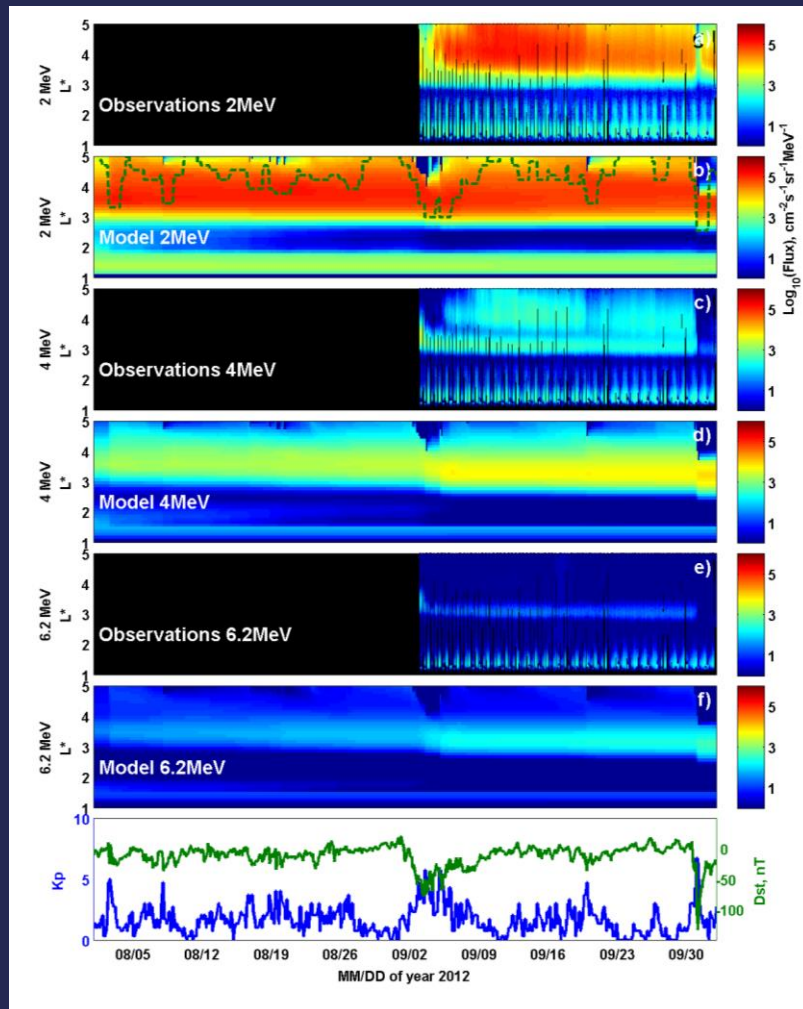 5
4
3
2
1
2 MeV
L*
Observations 2MeV
a)
5
3
1
5
4
3
2
1
2 MeV
L*
Model 2MeV
b)
5
3
1
Log10(Flux), cm-2s-1sr-1MeV-1
5
4
3
2
1
4 MeV
L*
Observations 4MeV
c)
5
3
1
5
4
3
2
1
4 MeV
L*
Model 4MeV
d)
5
3
1
5
4
3
2
1
6.2 MeV
L*
Observations 6.2MeV
e)
5
3
1
5
4
3
2
1
6.2 MeV
L*
Model 6.2MeV
f)
5
3
1
10
5
0
Kp
0
-50
-100
Dst, nT
08/05 08/12 08/19 08/26 09/02 09/09 09/16 09/23 09/30
MM/DD of year 2012